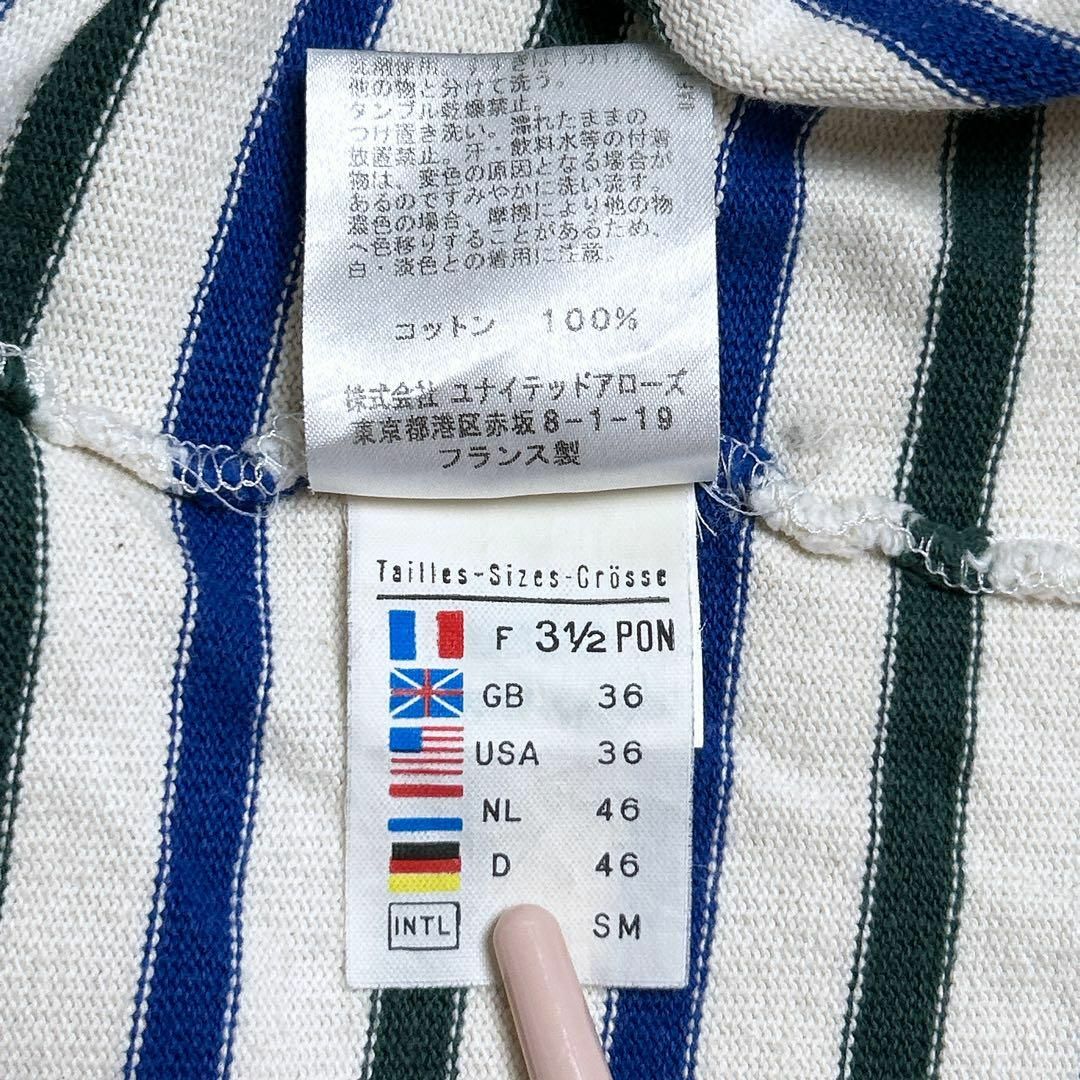 他の物と分けて洗う。
タンブル乾燥禁止。
つけ置き洗い。濡れたままの
放置禁止。汗・飲料水等の付着
物は、変色の原因となる場合が
あるのですみやかに洗い流す。
濃色の場合、摩擦により他の物
へ色移りすることがあるため、
白・淡色との着用に注意。
コットン 100%
株式会社 ユナイテッドアローズ
東京都港区赤坂8-1-19
フランス製
Tailles-Sizes-Grösse
F 3½ PON
GB 36
USA 36
NL 46
D 46
INTL SM